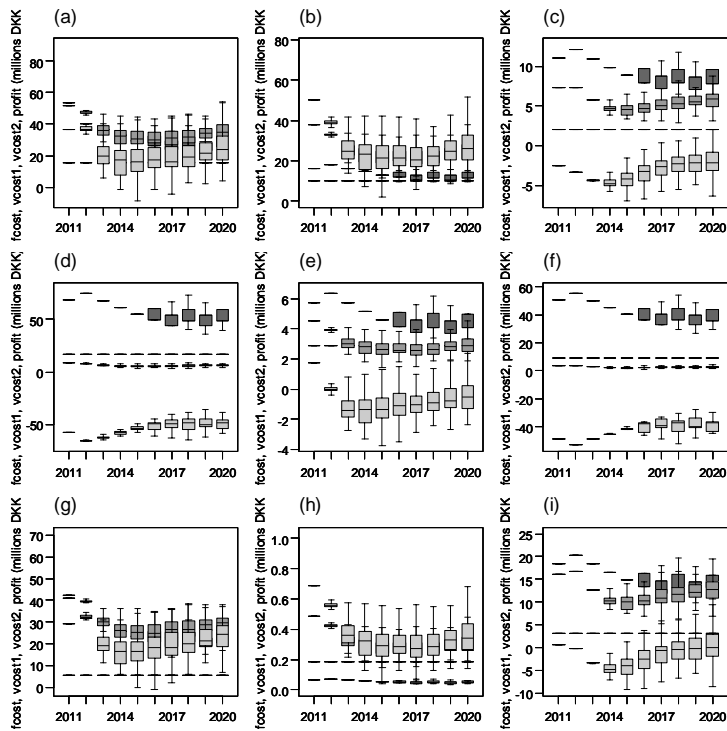 (a)
fcost, vcost1, vcost2, profit (millions DKK
80
60
40
20
0
2011 2014 2017 2020
(b)
fcost, vcost1, vcost2, profit (millions DKK
80
60
40
20
0
2011 2014 2017 2020
(c)
fcost, vcost1, vcost2, profit (millions DKK
10
5
0
-5
2011 2014 2017 2020
(d)
fcost, vcost1, vcost2, profit (millions DKK
50
0
-50
2011 2014 2017 2020
(e)
fcost, vcost1, vcost2, profit (millions DKK
6
4
2
0
-2
-4
2011 2014 2017 2020
(f)
fcost, vcost1, vcost2, profit (millions DKK
40
20
0
-20
-40
2011 2014 2017 2020
(g)
fcost, vcost1, vcost2, profit (millions DKK
70
60
50
40
30
20
10
0
2011 2014 2017 2020
(h)
fcost, vcost1, vcost2, profit (millions DKK
1.0
0.8
0.6
0.4
0.2
0.0
2011 2014 2017 2020
(i)
fcost, vcost1, vcost2, profit (millions DKK
25
20
15
10
5
0
-5
-10
2011 2014 2017 2020